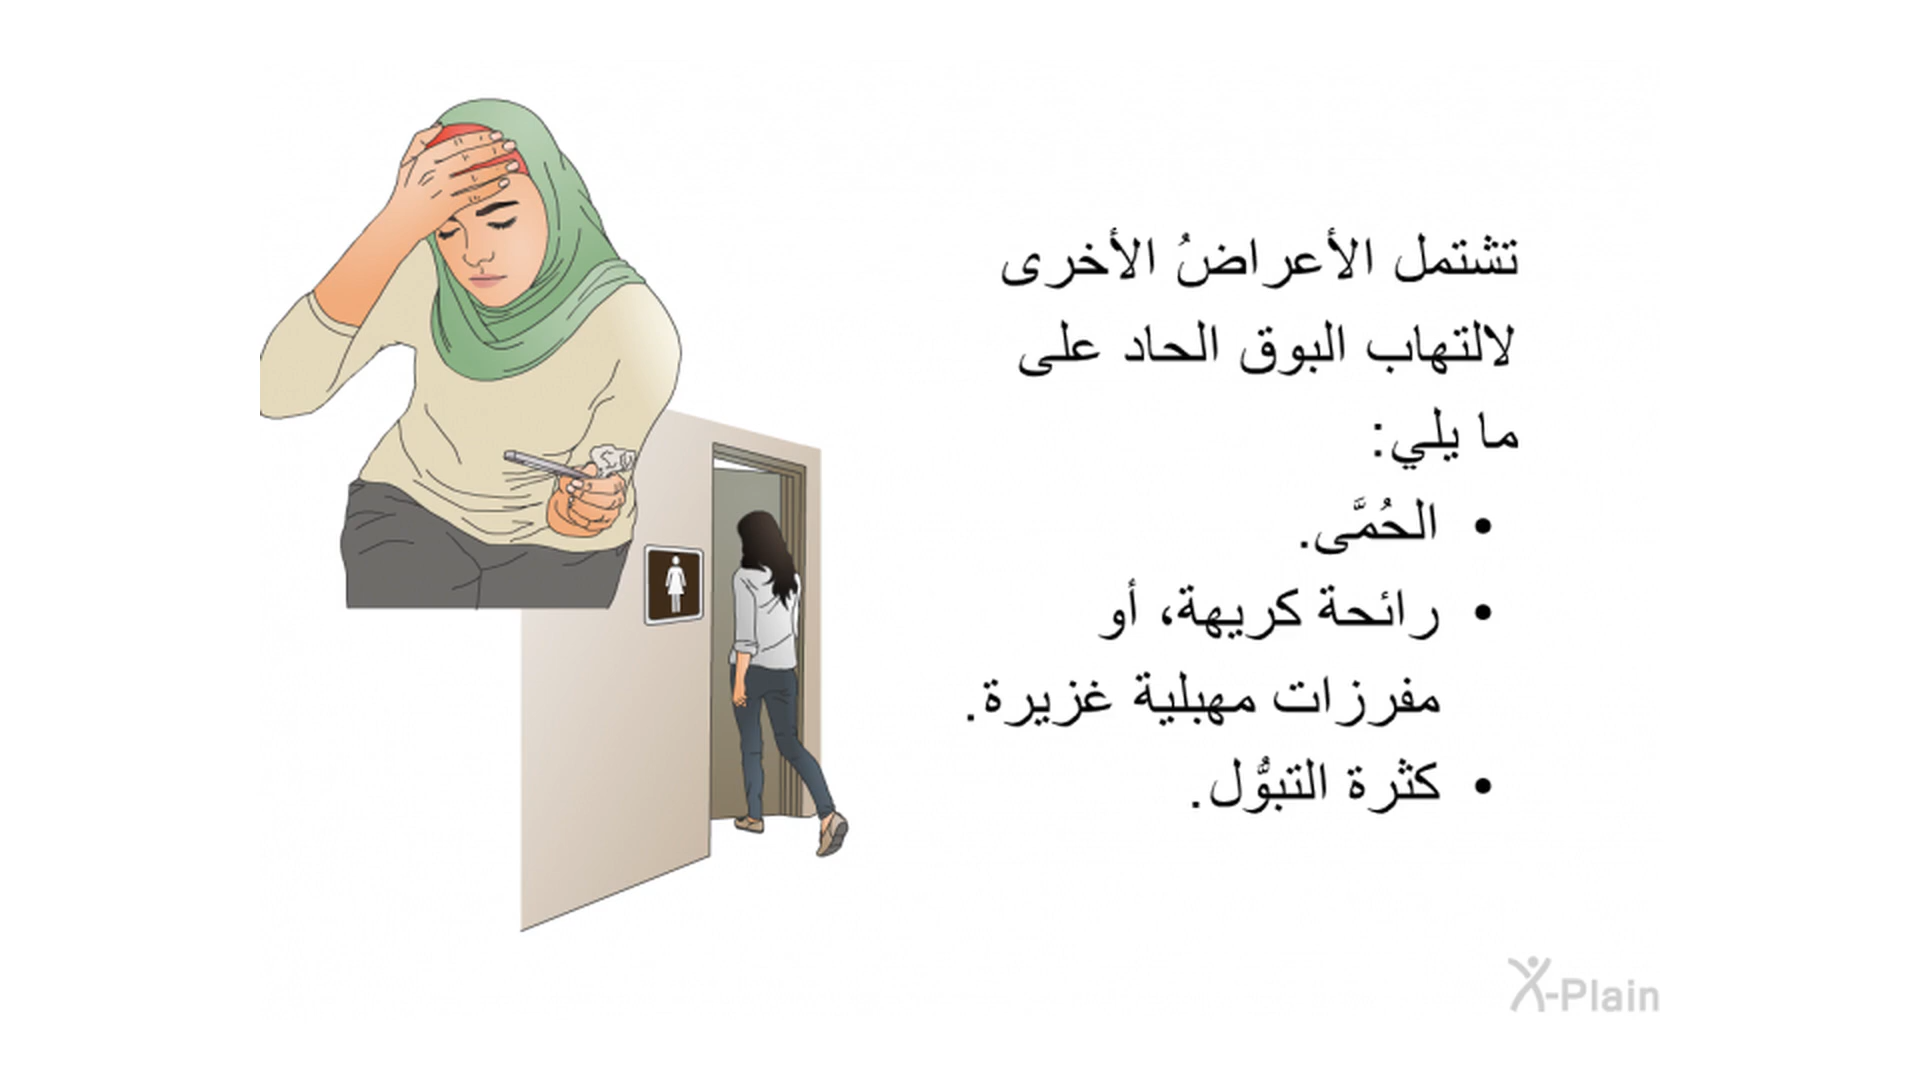 تشتمل الأعراضُ الأخرى
لالتهاب البوق الحاد على
ما يلي:
• الحُمَّى.
• رائحة كريهة، أو
مفرزات مهبلية غزيرة.
• كثرة التبوُّل.
X-Plain